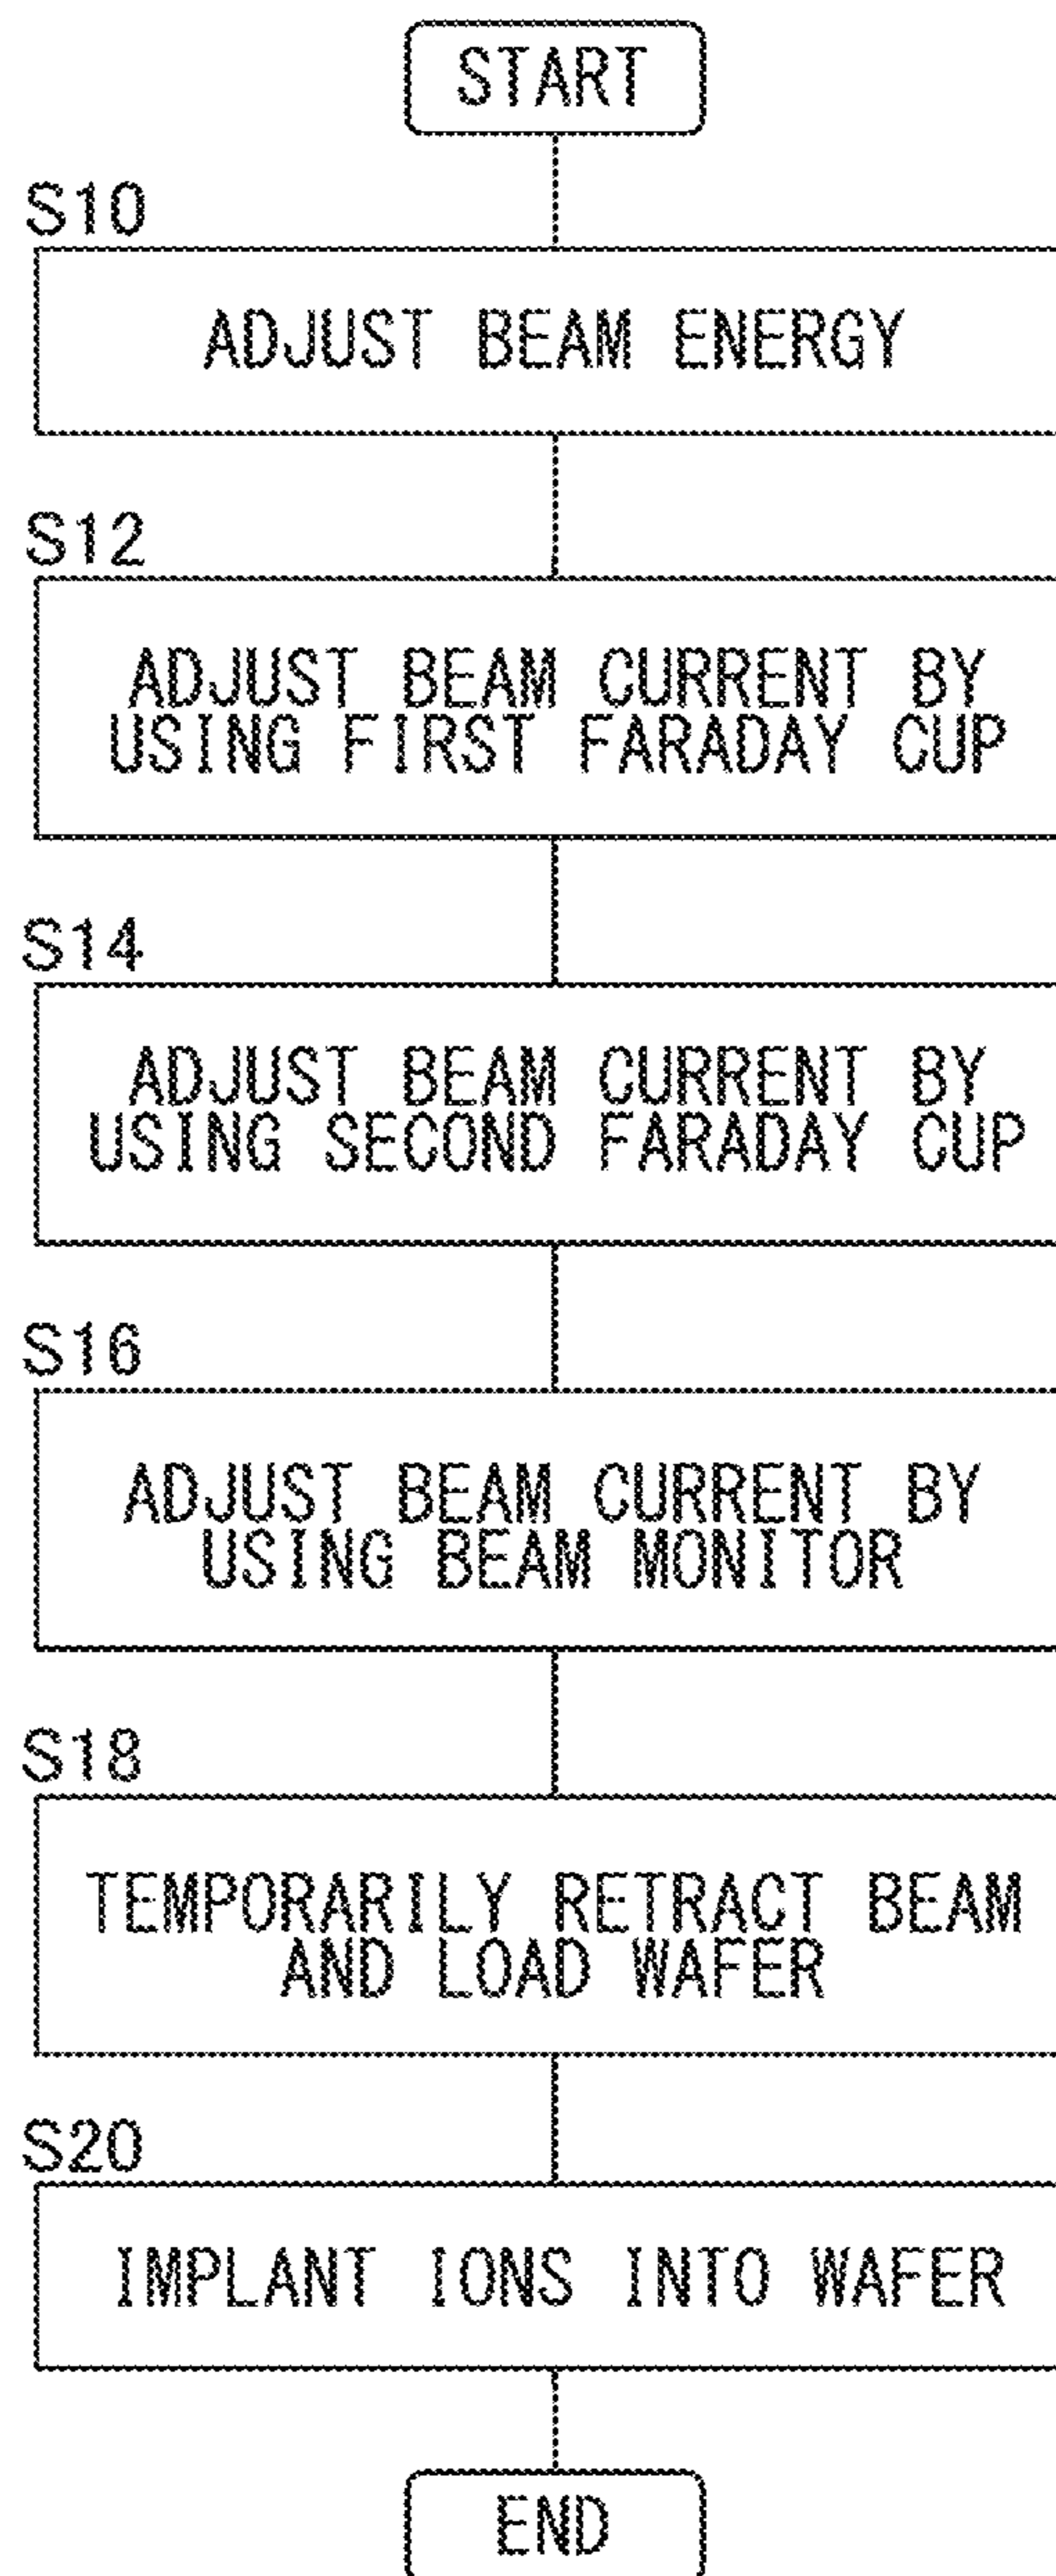 START
S10
ADJUST BEAM ENERGY
S12
ADJUST BEAM CURRENT BY
USING FIRST FARADAY CUP
S14
ADJUST BEAM CURRENT BY
USING SECOND FARADAY CUP
S16
ADJUST BEAM CURRENT BY
USING BEAM MONITOR
S18
TEMPORARILY RETRACT BEAM
AND LOAD WAFER
S20
IMPLANT IONS INTO WAFER
END